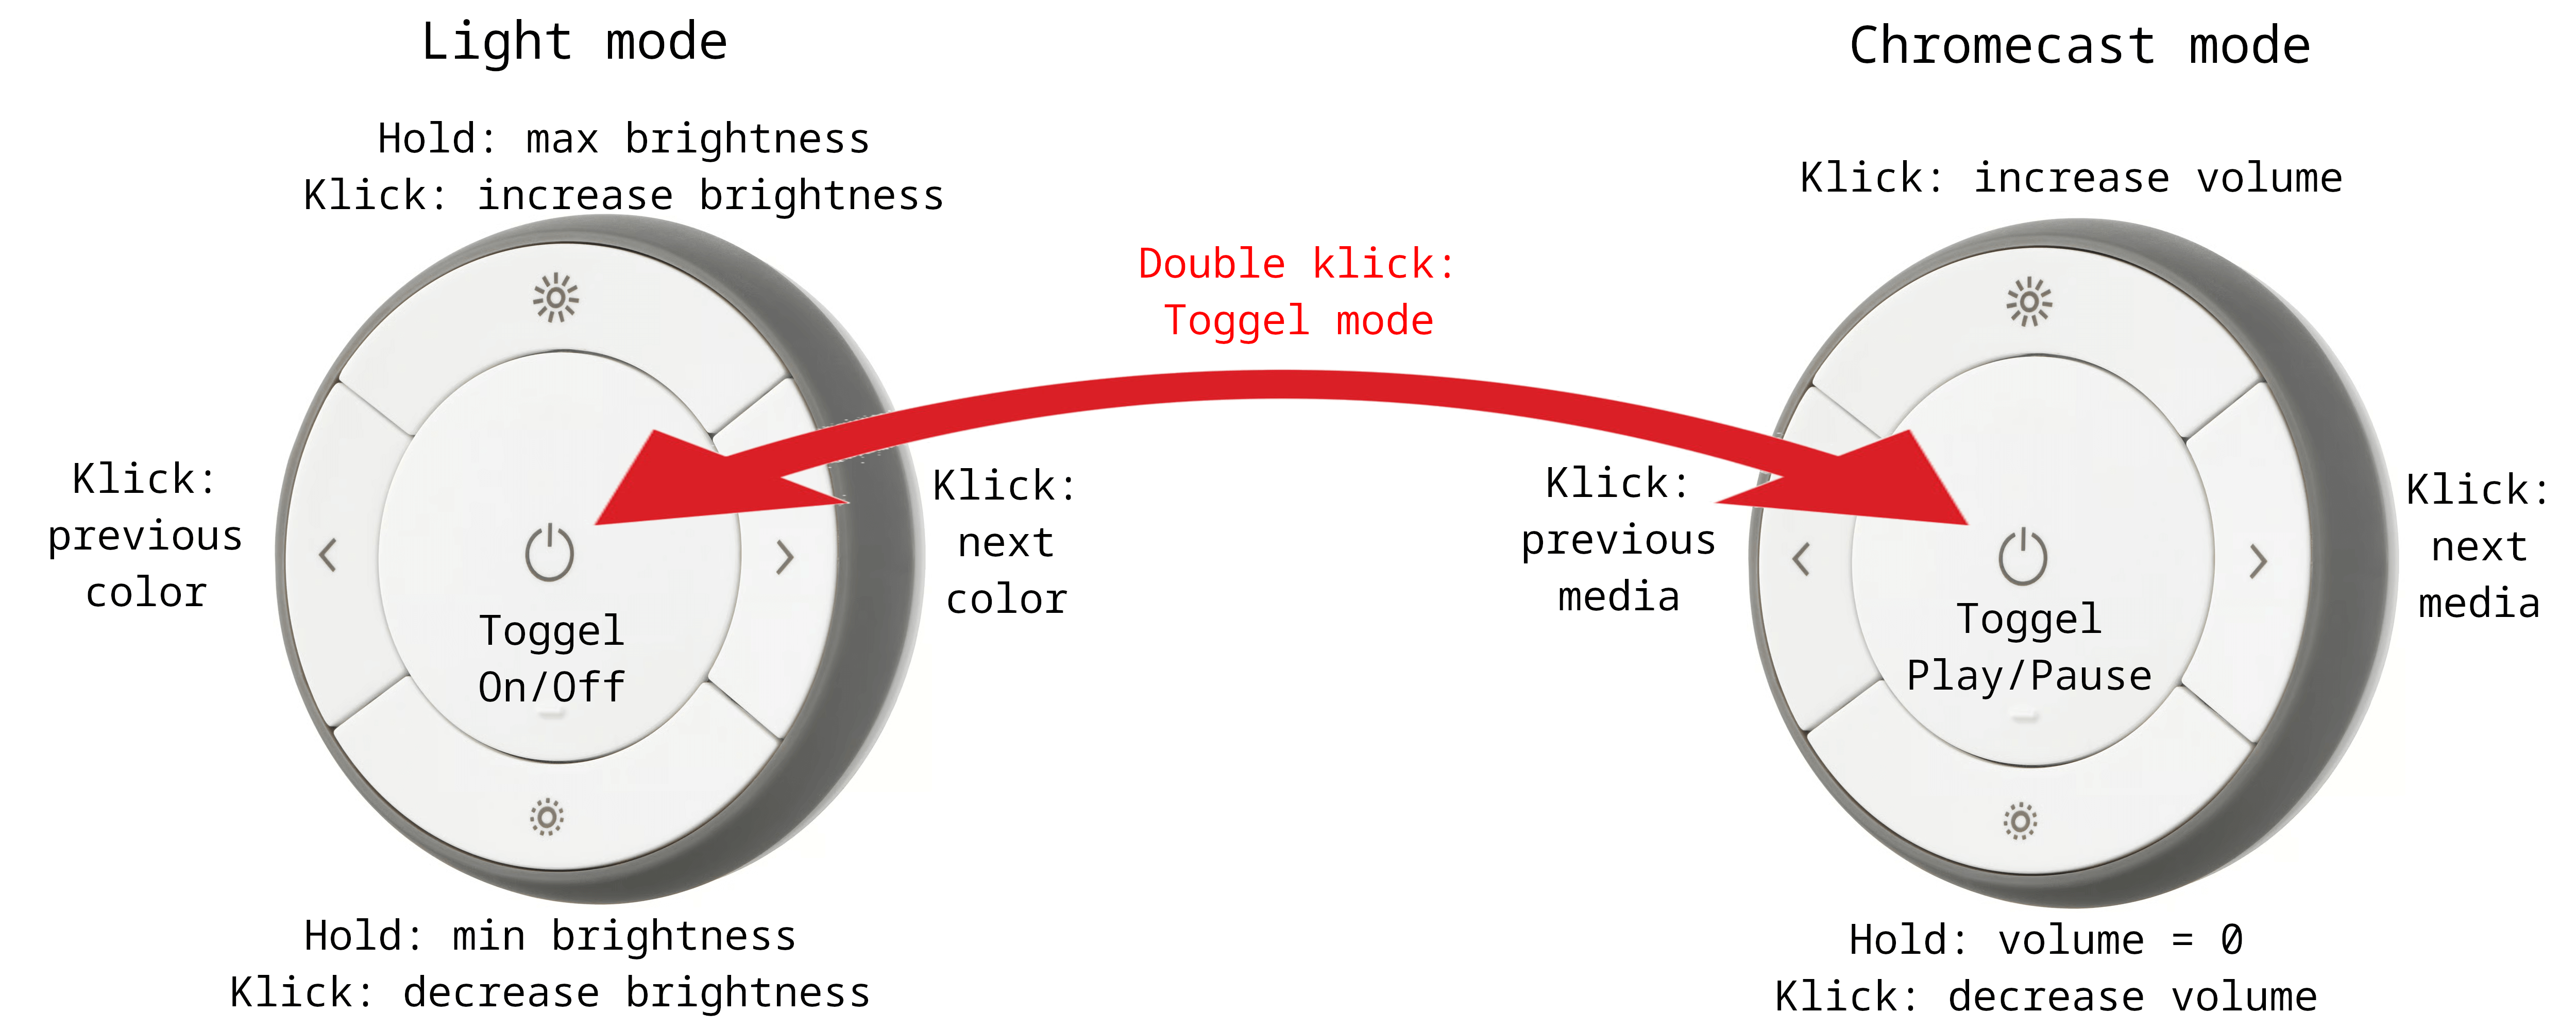 Light mode
Hold: max brightness
Klick: increase brightness
Klick:
previous
color
Toggel
On/Off
Klick:
next
color
Hold: min brightness
Klick: decrease brightness
Double klick:
Toggel mode
Chromecast mode
Klick: increase volume
Klick:
previous
media
Toggel
Play/Pause
Klick:
next
media
Hold: volume = 0
Klick: decrease volume